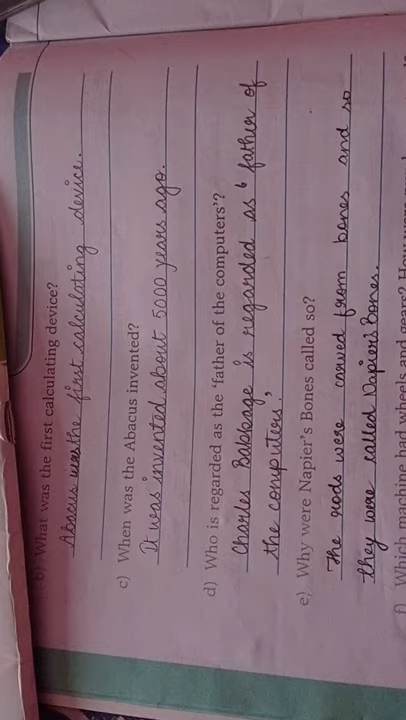 b) What was the first calculating device?
Abacus was the first calculating device.
c) When was the Abacus invented?
It was invented about 5000 years ago.
d) Who is regarded as the 'father of the computers'?
Charles Babbage is regarded as 'father of
the computers.'
e) Why were Napier's Bones called so?
The rods were carved from bones and so
they were called Napier's Bones.
f) Which machine had wheels and gears? How were